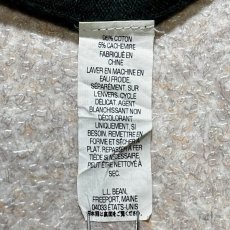 95% COTON
5% CACHEMIRE
FABRIQUÉ EN
CHINE
LAVER EN MACHINE EN
EAU FROIDE,
SÉPARÉMENT, SUR
L'ENVERS, CYCLE
DÉLICAT. AGENT
BLANCHISSANT NON
DÉCOLORANT
UNIQUEMENT, SI
BESOIN. REMETTRE EN
FORME ET SÉCHER À
PLAT. REPASSER À FER
TIÈDE SI NÉCESSAIRE.
PEUT ÊTRE NETTOYÉ À
SEC.
L.L. BEAN,
FREEPORT, MAINE
04033 ÉTATS-UNIS